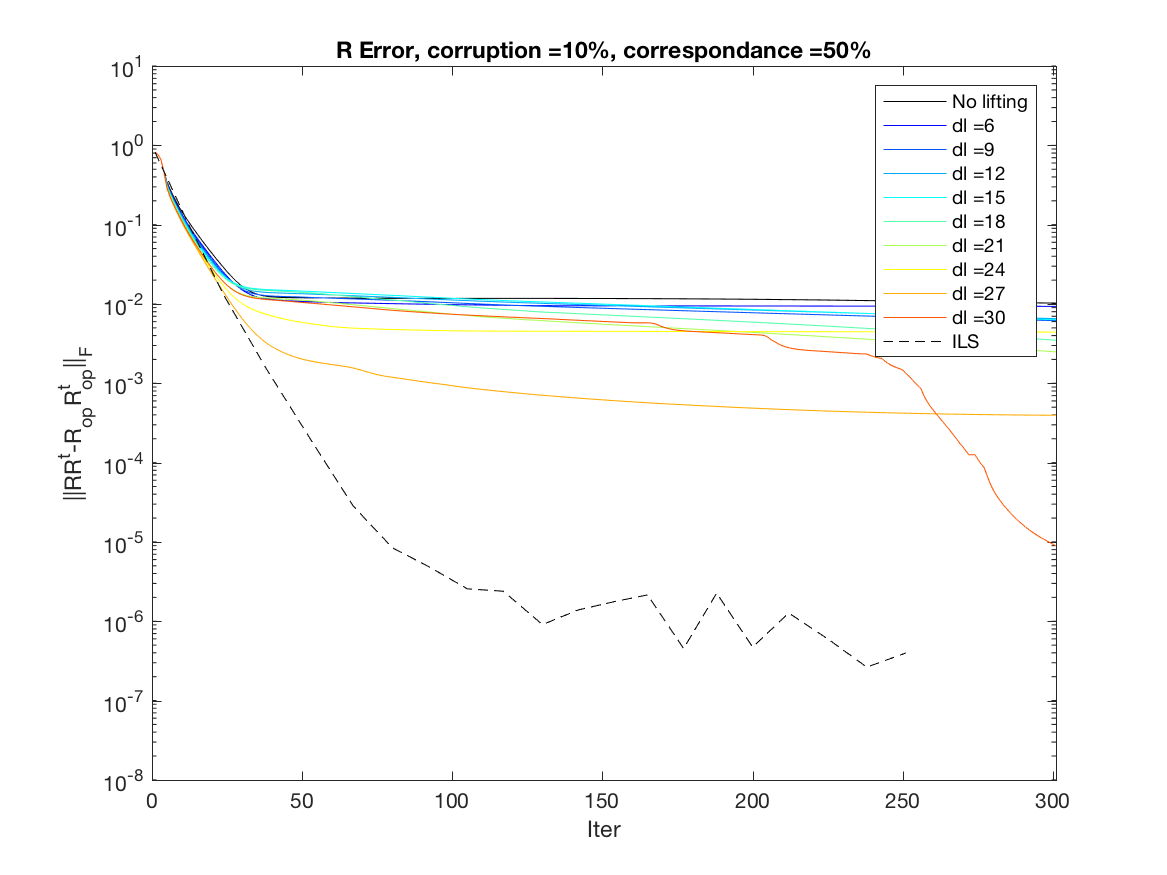 R Error, corruption =10%, correspondance =50%
10^1
10^0
10^-1
10^-2
10^-3
10^-4
10^-5
10^-6
10^-7
10^-8
||RR^t-R_op R_op^t||_F
0 50 100 150 200 250 300
Iter
No lifting
dl =6
dl =9
dl =12
dl =15
dl =18
dl =21
dl =24
dl =27
dl =30
ILS